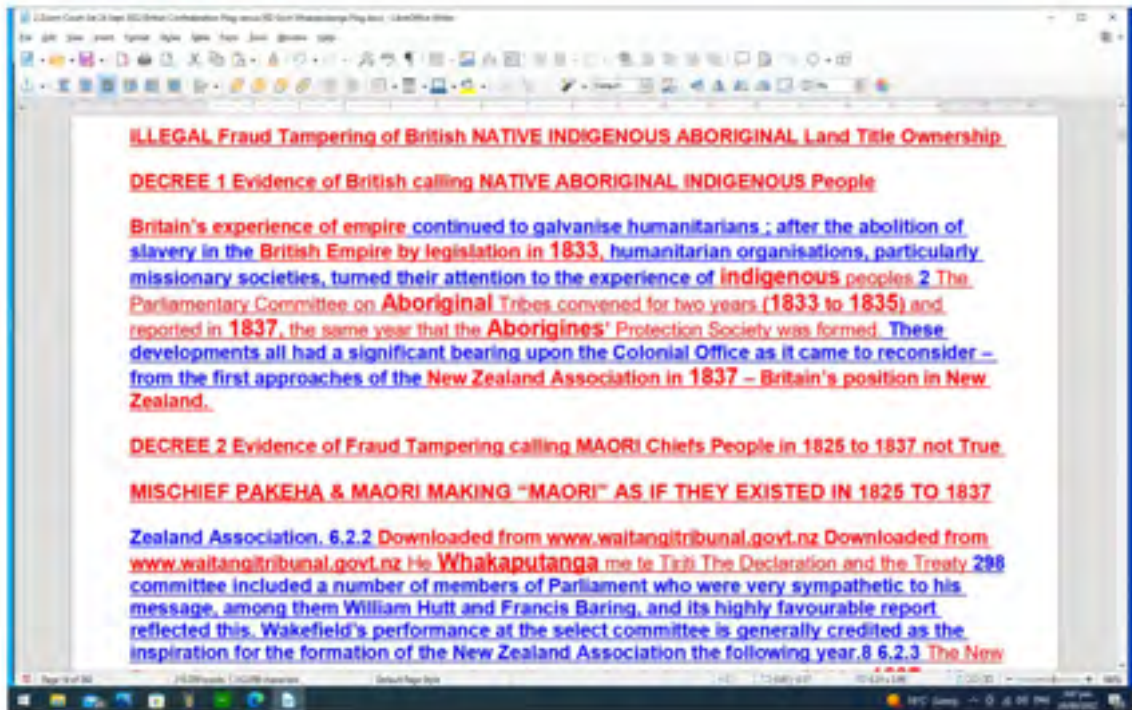 ILLEGAL Fraud Tampering of British NATIVE INDIGENOUS ABORIGINAL Land Title Ownership
DECREE 1 Evidence of British calling NATIVE ABORIGINAL INDIGENOUS People
Britain's experience of empire continued to galvanise humanitarians ; after the abolition of
slavery in the British Empire by legislation in 1833, humanitarian organisations, particularly
missionary societies, turned their attention to the experience of indigenous peoples 2 The
Parliamentary Committee on Aboriginal Tribes convened for two years (1833 to 1835) and
reported in 1837, the same year that the Aborigines' Protection Society was formed. These
developments all had a significant bearing upon the Colonial Office as it came to reconsider –
from the first approaches of the New Zealand Association in 1837 – Britain's position in New
Zealand.
DECREE 2 Evidence of Fraud Tampering calling MAORI Chiefs People in 1825 to 1837 not True
MISCHIEF PAKEHA & MAORI MAKING “MAORI” AS IF THEY EXISTED IN 1825 TO 1837
Zealand Association. 6.2.2 Downloaded from www.waitangitribunal.govt.nz Downloaded from
www.waitangitribunal.govt.nz He Whakaputanga me te Tiriti The Declaration and the Treaty 298
committee included a number of members of Parliament who were very sympathetic to his
message, among them William Hutt and Francis Baring, and its highly favourable report
reflected this. Wakefield's performance at the select committee is generally credited as the
inspiration for the formation of the New Zealand Association the following year.8 6.2.3 The New